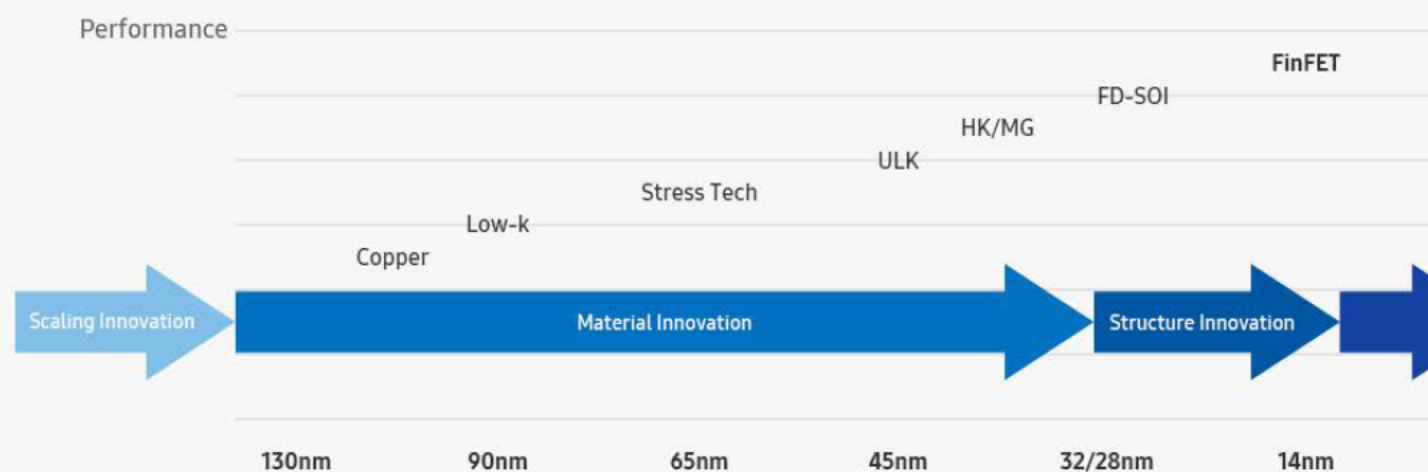 Performance
FinFET
FD-SOI
HK/MG
ULK
Stress Tech
Low-k
Copper
Scaling Innovation
Material Innovation
Structure Innovation
130nm
90nm
65nm
45nm
32/28nm
14nm